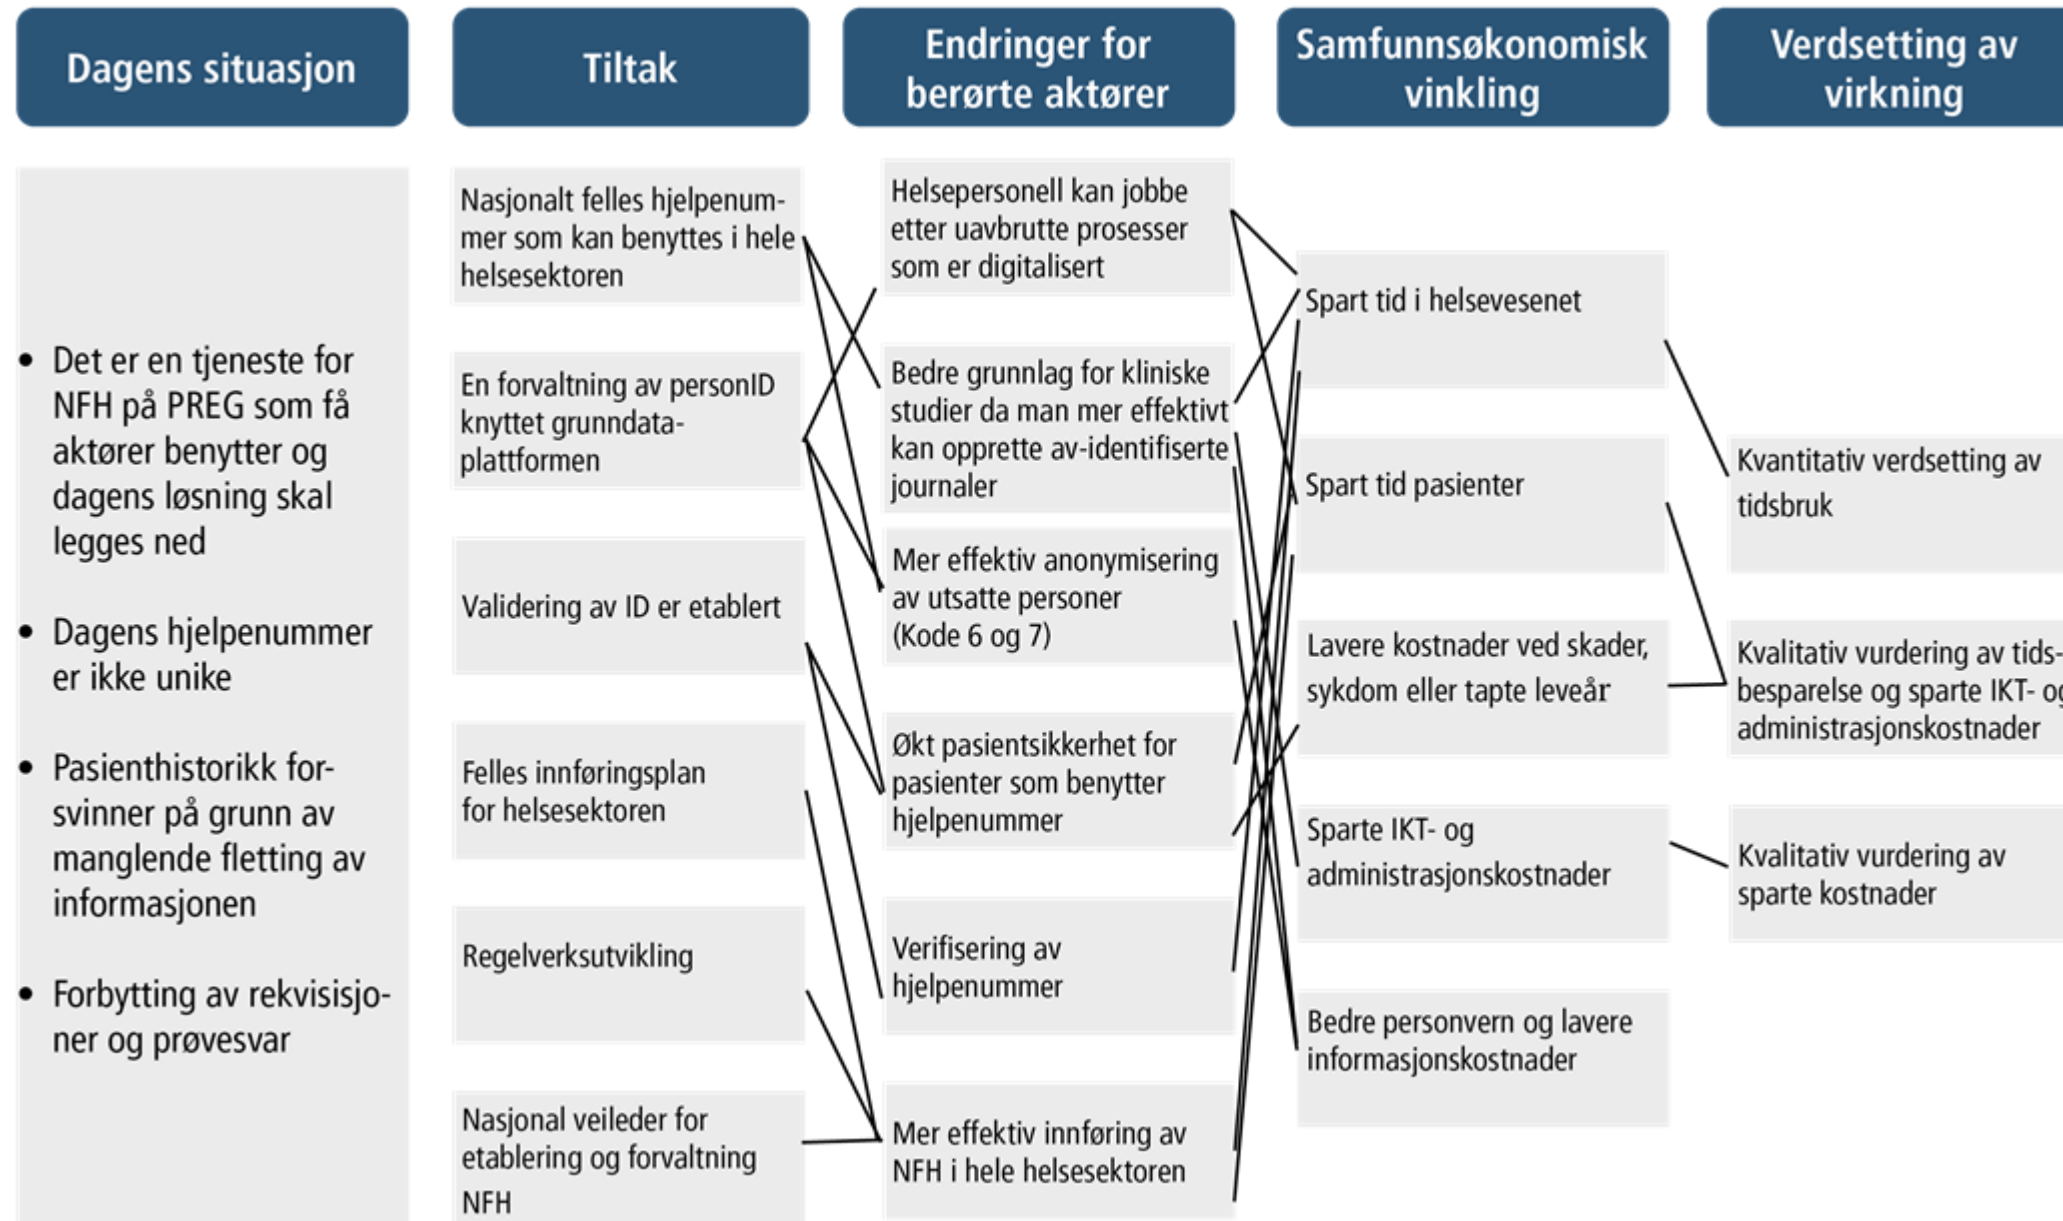 Dagens situasjon
Tiltak
Endringer for
berørte aktører
Samfunnsøkonomisk
vinkling
Verdsetting av
virkning
• Det er en tjeneste for
NFH på PREG som få
aktører benytter og
dagens løsning skal
legges ned
• Dagens hjelpenummer
er ikke unike
• Pasienthistorikk for-
svinner på grunn av
manglende fletting av
informasjonen
• Forbytting av rekvisisjo-
ner og prøvesvar
Nasjonalt felles hjelpenum-
mer som kan benyttes i hele
helsesektoren
En forvaltning av personID
knyttet grunndata-
plattformen
Validering av ID er etablert
Felles innføringsplan
for helsesektoren
Regelverksutvikling
Nasjonal veileder for
etablering og forvaltning
NFH
Helsepersonell kan jobbe
etter uavbrutte prosesser
som er digitalisert
Bedre grunnlag for kliniske
studier da man mer effektivt
kan opprette av-identifiserte
journaler
Mer effektiv anonymisering
av utsatte personer
(Kode 6 og 7)
Økt pasientsikkerhet for
pasienter som benytter
hjelpenummer
Verifisering av
hjelpenummer
Mer effektiv innføring av
NFH i hele helsesektoren
Spart tid i helsevesenet
Spart tid pasienter
Lavere kostnader ved skader,
sykdom eller tapte leveår
Sparte IKT- og
administrasjonskostnader
Bedre personvern og lavere
informasjonskostnader
Kvantitativ verdsetting av
tidsbruk
Kvalitativ vurdering av tids-
besparelse og sparte IKT- og
administrasjonskostnader
Kvalitativ vurdering av
sparte kostnader